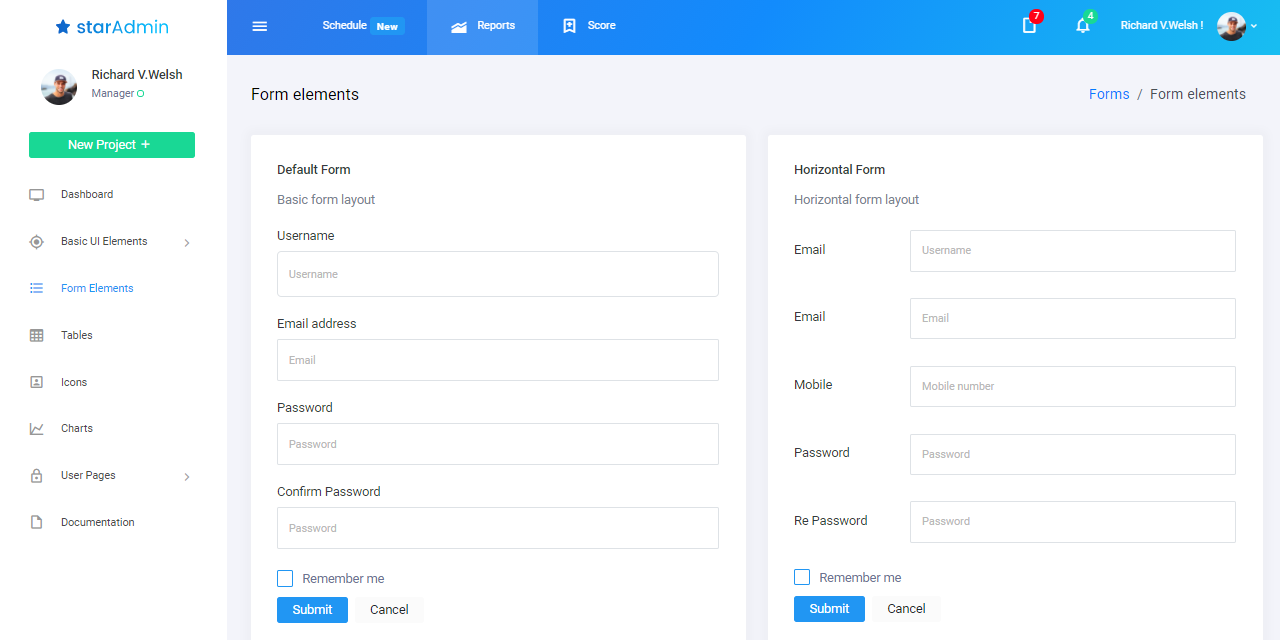 starAdmin
Schedule New
Reports
Score
7
4
Richard V.Welsh !
Richard V.Welsh
Manager
New Project +
Dashboard
Basic UI Elements
Form Elements
Tables
Icons
Charts
User Pages
Documentation
Form elements
Forms / Form elements
Default Form
Basic form layout
Username
Username
Email address
Email
Password
Password
Confirm Password
Password
Remember me
Submit Cancel
Horizontal Form
Horizontal form layout
Email Username
Email Email
Mobile Mobile number
Password Password
Re Password Password
Remember me
Submit Cancel